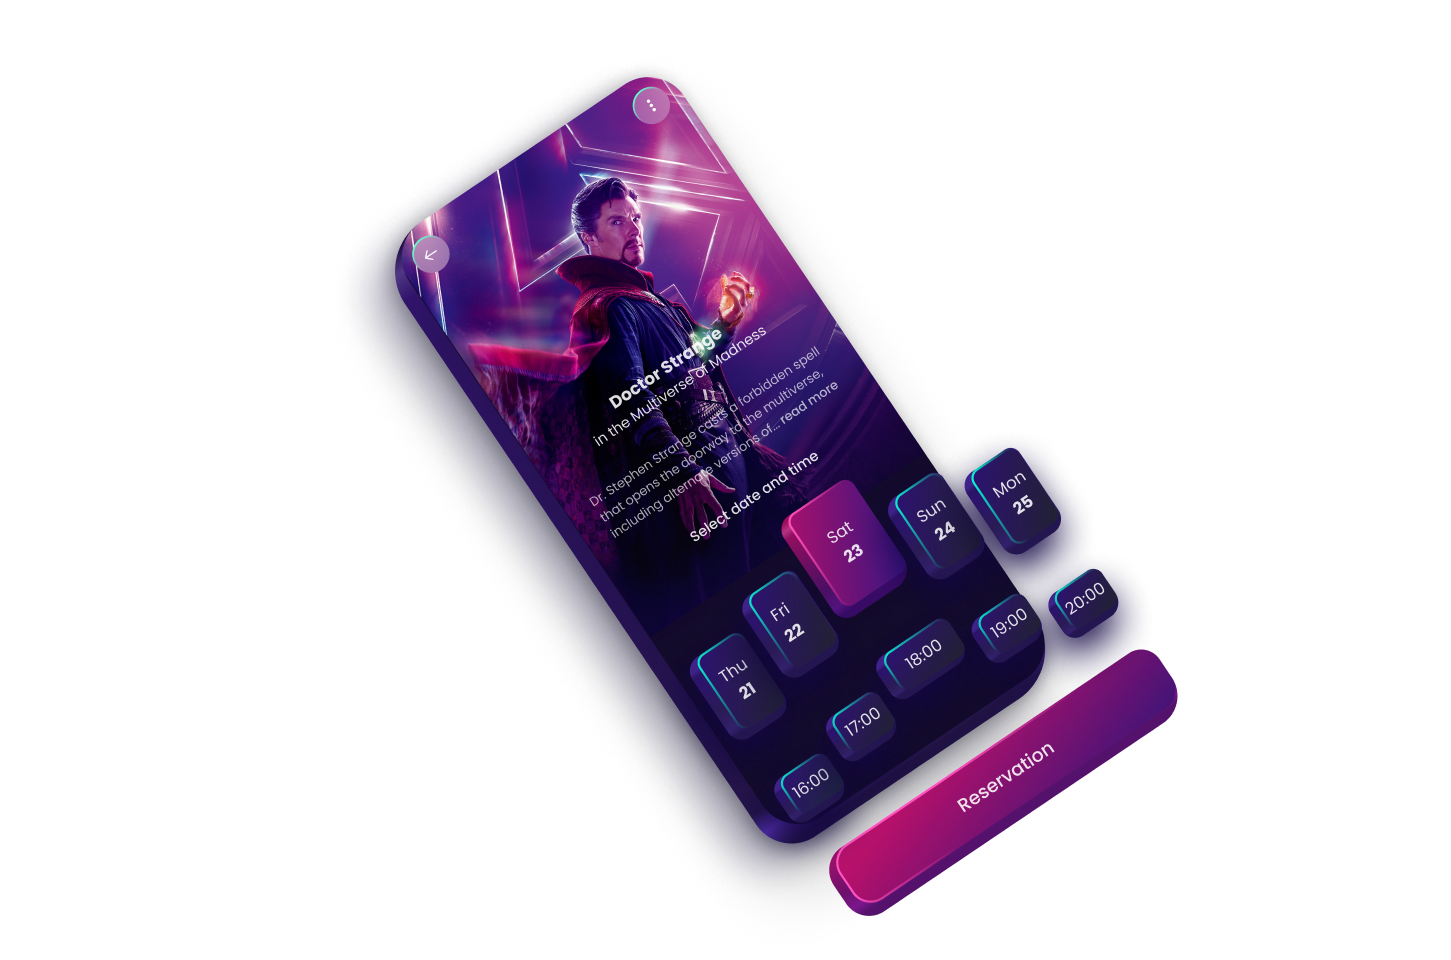 Doctor Strange
in the Multiverse of Madness
Dr. Stephen Strange casts a forbidden spell
that opens the doorway to the multiverse,
including alternate versions of... read more
Select date and time
Thu
21
Fri
22
Sat
23
Sun
24
Mon
25
16:00
17:00
18:00
19:00
20:00
Reservation